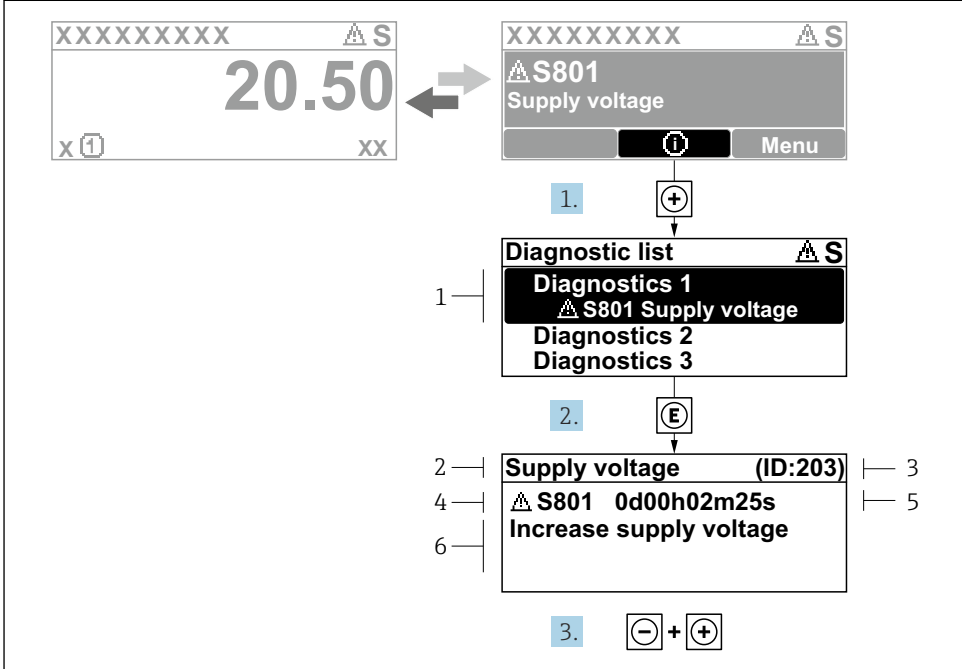 XXXXXXXXX ⚠ S
20.50
x ① xx
XXXXXXXXX ⚠ S
⚠ S801
Supply voltage
ⓘ Menu
1. +
Diagnostic list ⚠ S
1
Diagnostics 1
⚠ S801 Supply voltage
Diagnostics 2
Diagnostics 3
2. E
2 Supply voltage (ID:203) 3
4 ⚠ S801 0d00h02m25s 5
6 Increase supply voltage
3. - + +